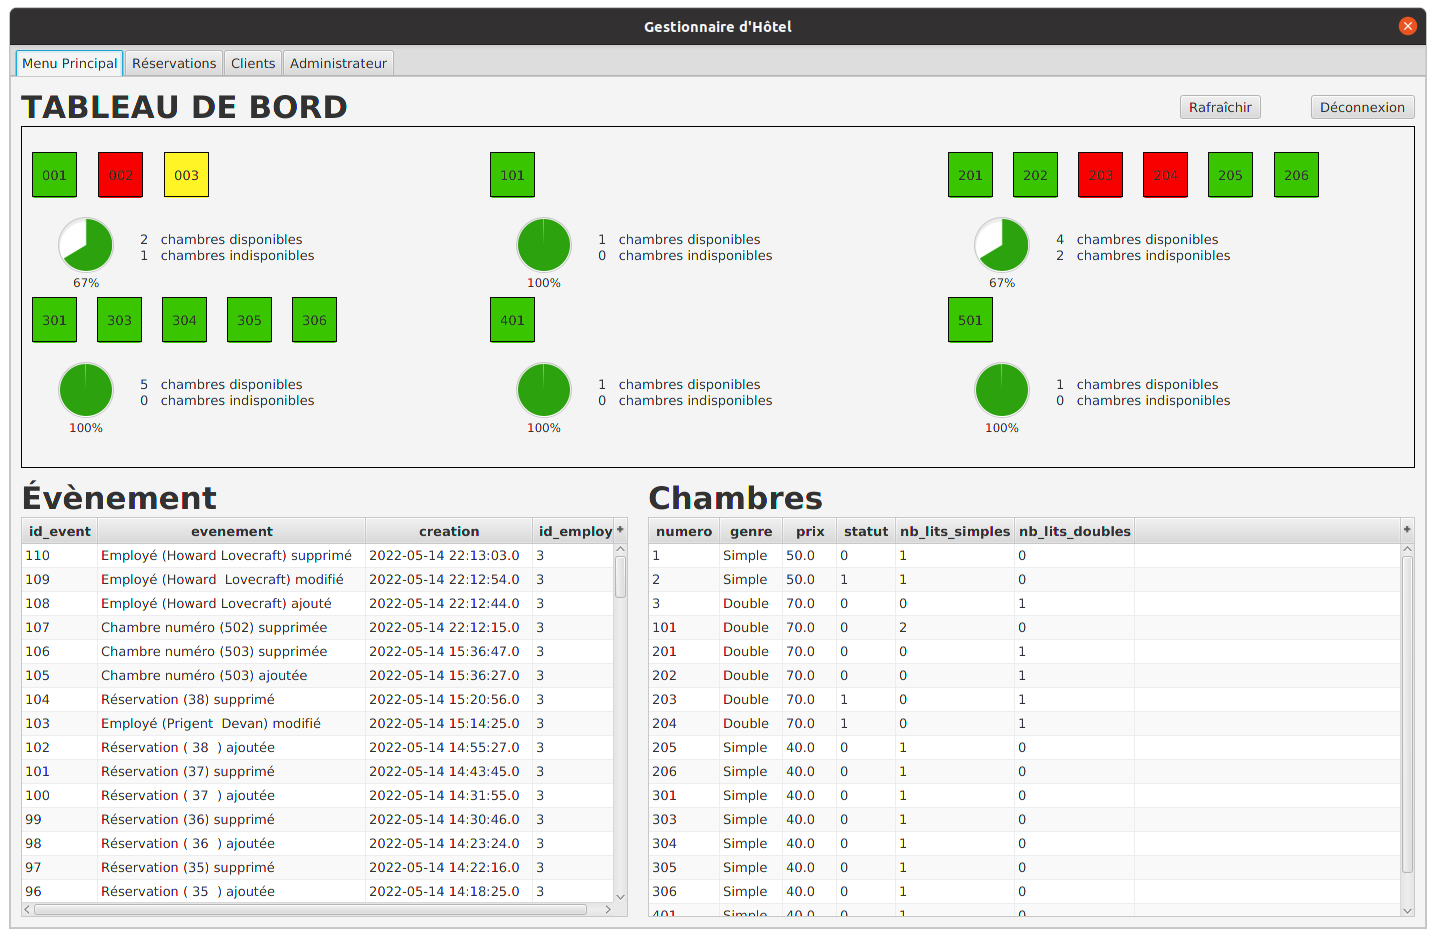 Gestionnaire d'Hôtel
Menu Principal Réservations Clients Administrateur
TABLEAU DE BORD Rafraîchir Déconnexion
001 002 003 101 201 202 203 204 205 206
2 chambres disponibles 1 chambres disponibles 4 chambres disponibles
1 chambres indisponibles 0 chambres indisponibles 2 chambres indisponibles
67% 100% 67%
301 303 304 305 306 401 501
5 chambres disponibles 1 chambres disponibles 1 chambres disponibles
0 chambres indisponibles 0 chambres indisponibles 0 chambres indisponibles
100% 100% 100%
Évènement Chambres
id_event evenement creation id_employ + numero genre prix statut nb_lits_simples nb_lits_doubles +
110 Employé (Howard Lovecraft) supprimé 2022-05-14 22:13:03.0 3 1 Simple 50.0 0 1 0
109 Employé (Howard  Lovecraft) modifié 2022-05-14 22:12:54.0 3 2 Simple 50.0 1 1 0
108 Employé (Howard Lovecraft) ajouté 2022-05-14 22:12:44.0 3 3 Double 70.0 0 0 1
107 Chambre numéro (502) supprimée 2022-05-14 22:12:15.0 3 101 Double 70.0 0 2 0
106 Chambre numéro (503) supprimée 2022-05-14 15:36:47.0 3 201 Double 70.0 0 0 1
105 Chambre numéro (503) ajoutée 2022-05-14 15:36:27.0 3 202 Double 70.0 0 0 1
104 Réservation (38) supprimé 2022-05-14 15:20:56.0 3 203 Double 70.0 1 0 1
103 Employé (Prigent  Devan) modifié 2022-05-14 15:14:25.0 3 204 Double 70.0 1 0 1
102 Réservation ( 38  ) ajoutée 2022-05-14 14:55:27.0 3 205 Simple 40.0 0 1 0
101 Réservation (37) supprimé 2022-05-14 14:43:45.0 3 206 Simple 40.0 0 1 0
100 Réservation ( 37  ) ajoutée 2022-05-14 14:31:55.0 3 301 Simple 40.0 0 1 0
99 Réservation (36) supprimé 2022-05-14 14:30:46.0 3 303 Simple 40.0 0 1 0
98 Réservation ( 36  ) ajoutée 2022-05-14 14:23:24.0 3 304 Simple 40.0 0 1 0
97 Réservation (35) supprimé 2022-05-14 14:22:16.0 3 305 Simple 40.0 0 1 0
96 Réservation ( 35  ) ajoutée 2022-05-14 14:18:25.0 3 306 Simple 40.0 0 1 0
401 Simple 40.0 0 1 0